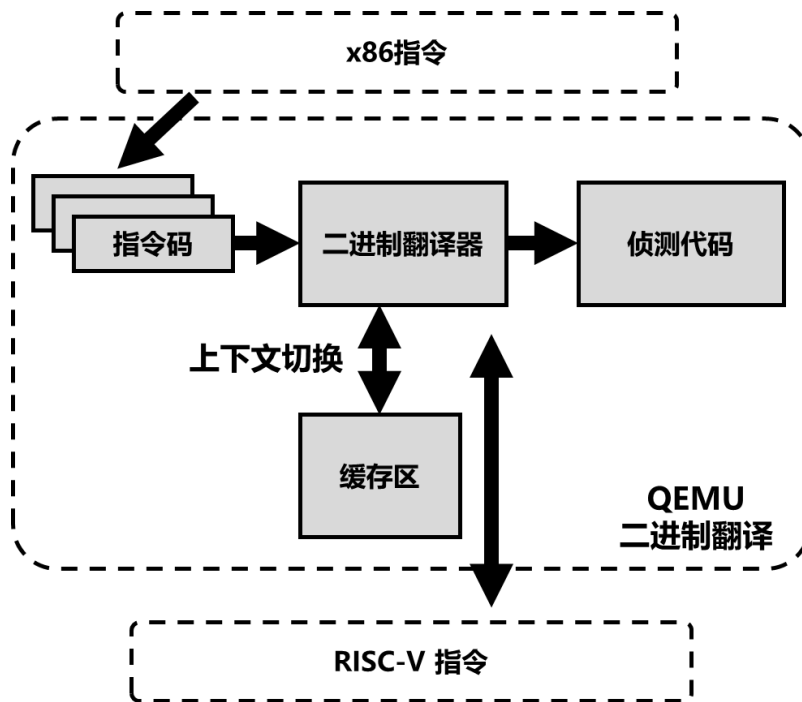 x86指令
指令码
二进制翻译器
侦测代码
上下文切换
缓存区
QEMU
二进制翻译
RISC-V 指令